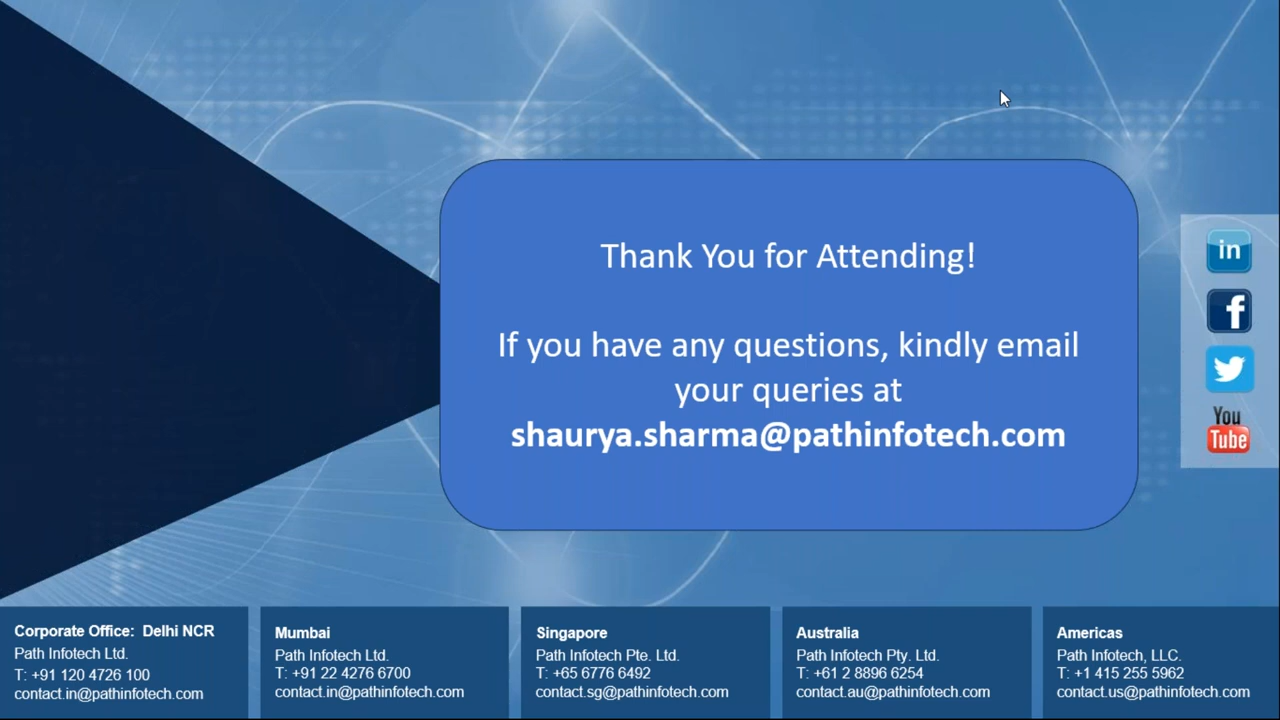 Thank You for Attending!
If you have any questions, kindly email
your queries at
shaurya.sharma@pathinfotech.com
in
f
You
Tube
Corporate Office: Delhi NCR
Path Infotech Ltd.
T: +91 120 4726 100
contact.in@pathinfotech.com
Mumbai
Path Infotech Ltd.
T: +91 22 4276 6700
contact.in@pathinfotech.com
Singapore
Path Infotech Pte. Ltd.
T: +65 6776 6492
contact.sg@pathinfotech.com
Australia
Path Infotech Pty. Ltd.
T: +61 2 8896 6254
contact.au@pathinfotech.com
Americas
Path Infotech, LLC.
T: +1 415 255 5962
contact.us@pathinfotech.com